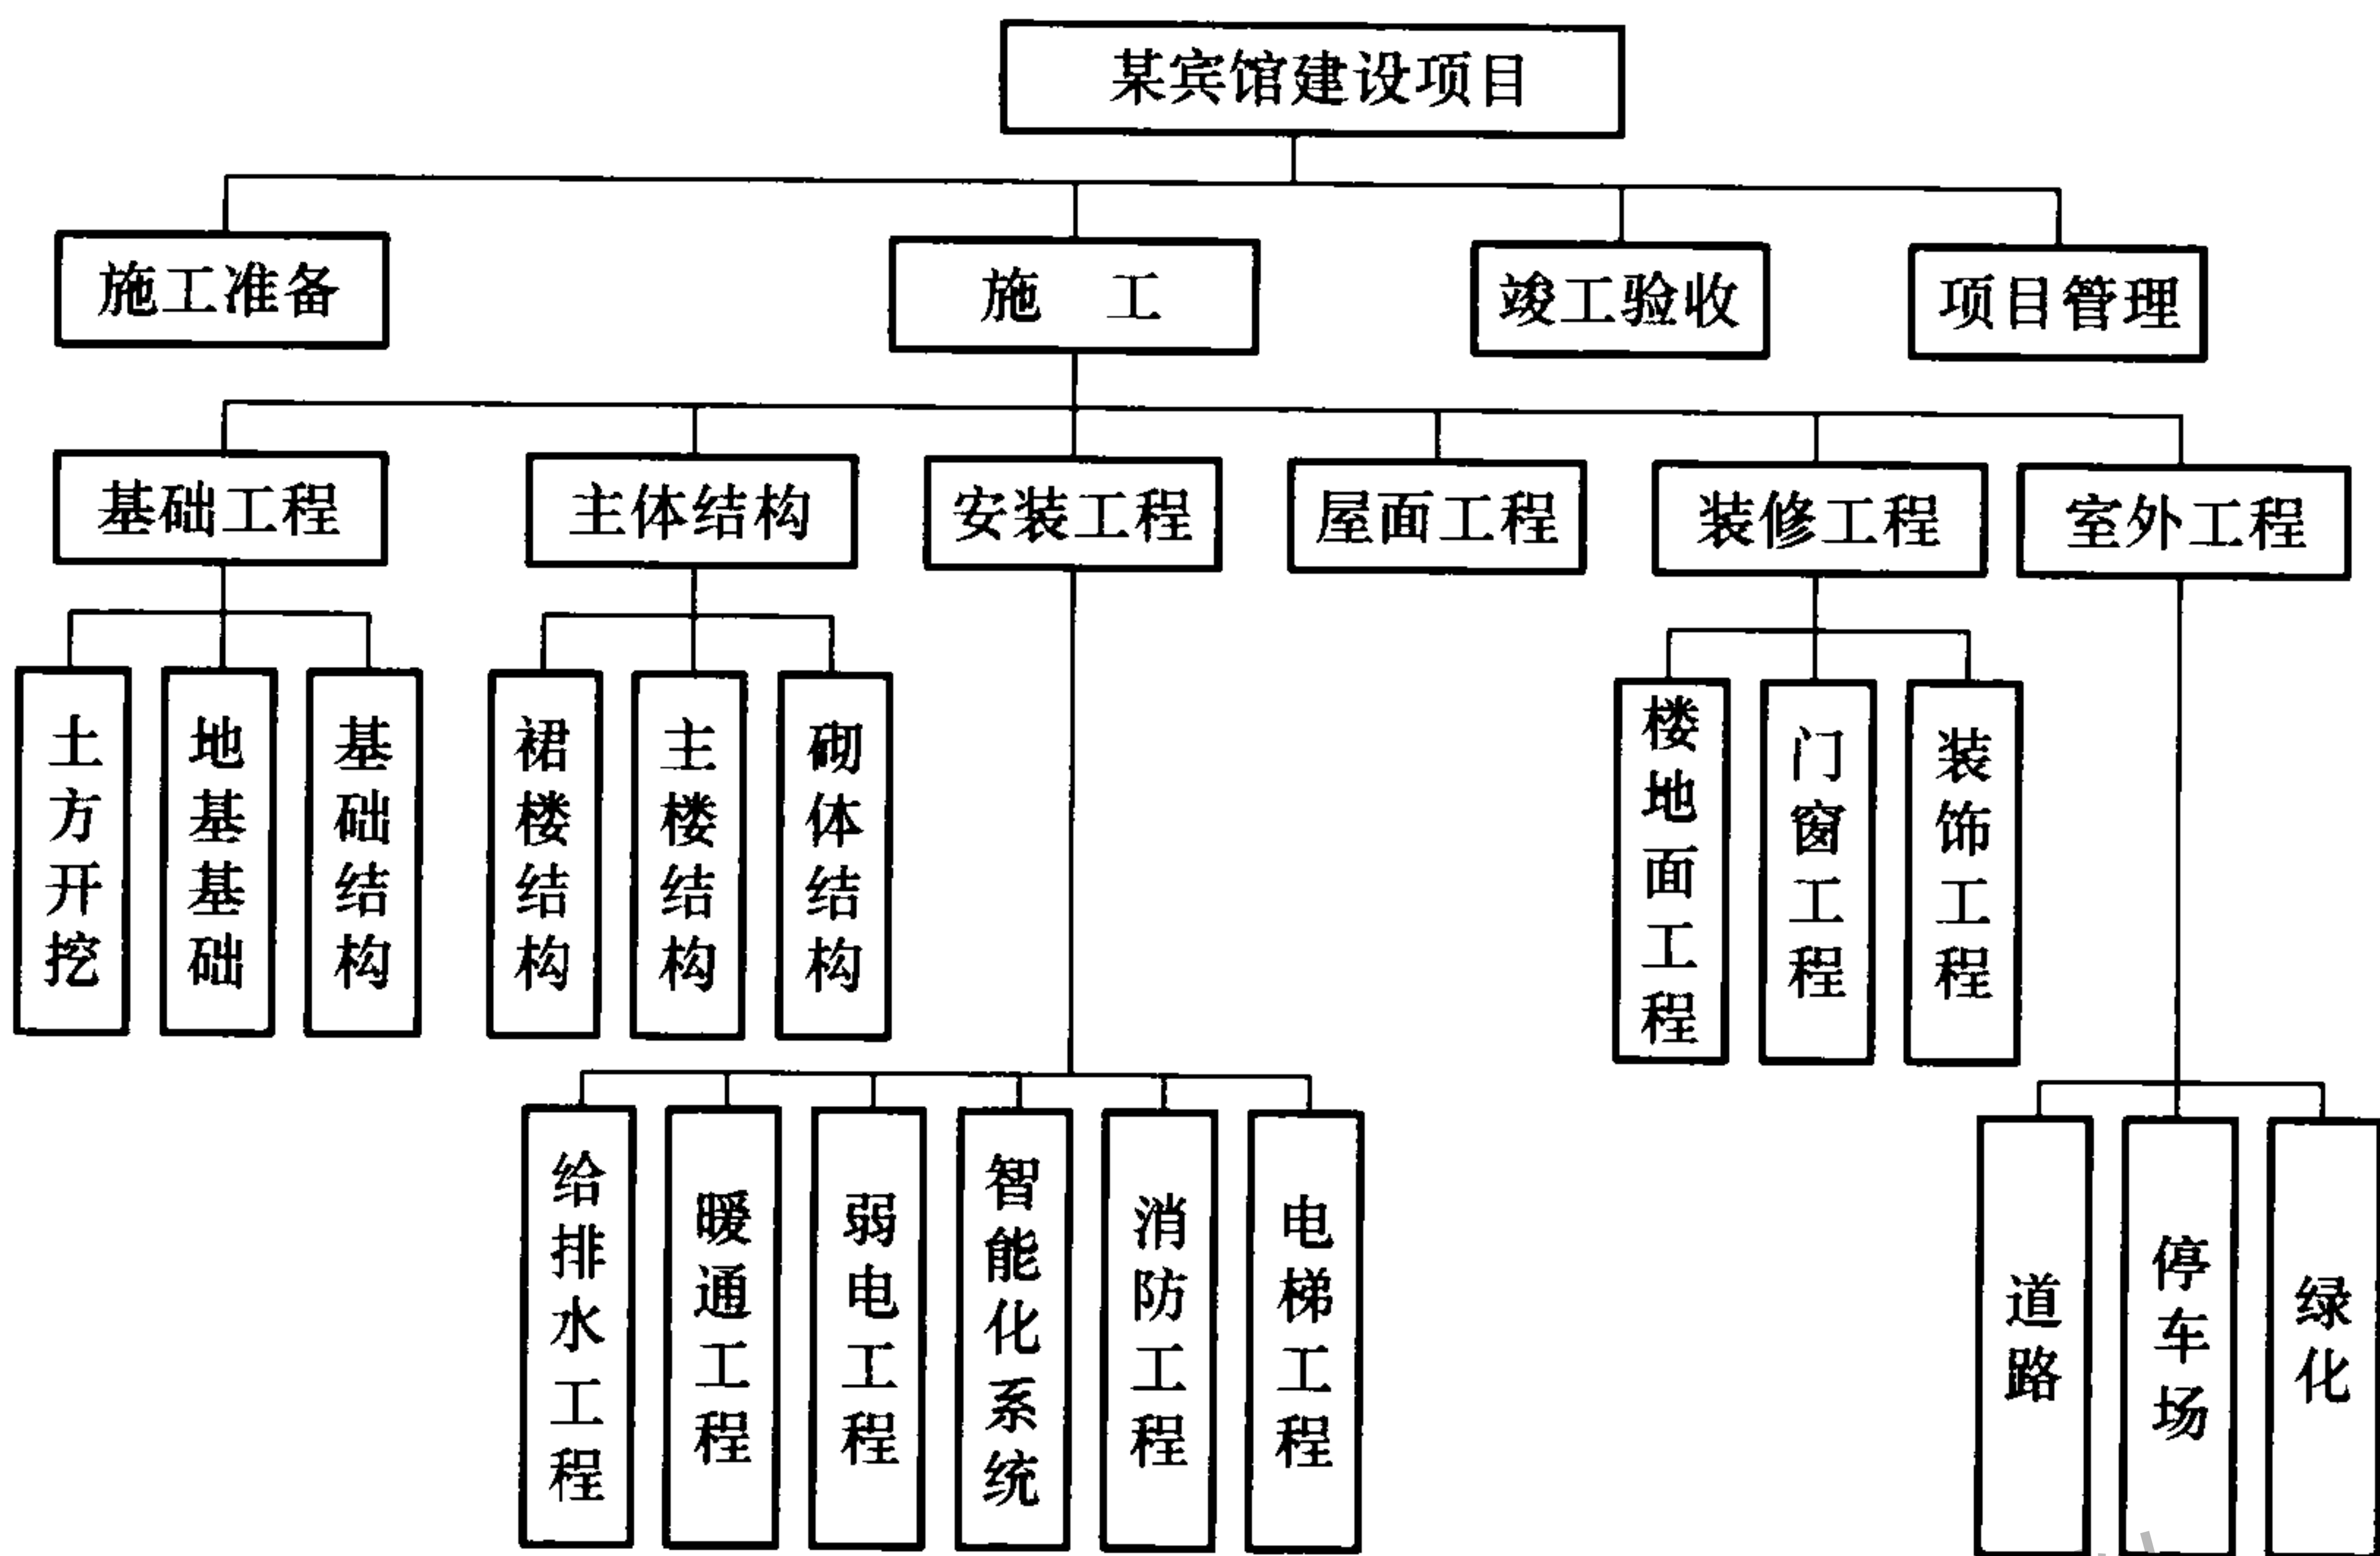 某宾馆建设项目
施工准备
施 工
竣工验收
项目管理
基础工程
主体结构
安装工程
屋面工程
装修工程
室外工程
土方开挖
地基基础
基础结构
裙楼结构
主楼结构
砌体结构
楼地面工程
门窗工程
装饰工程
给排水工程
暖通工程
弱电工程
智能化系统
消防工程
电梯工程
道路
停车场
绿化